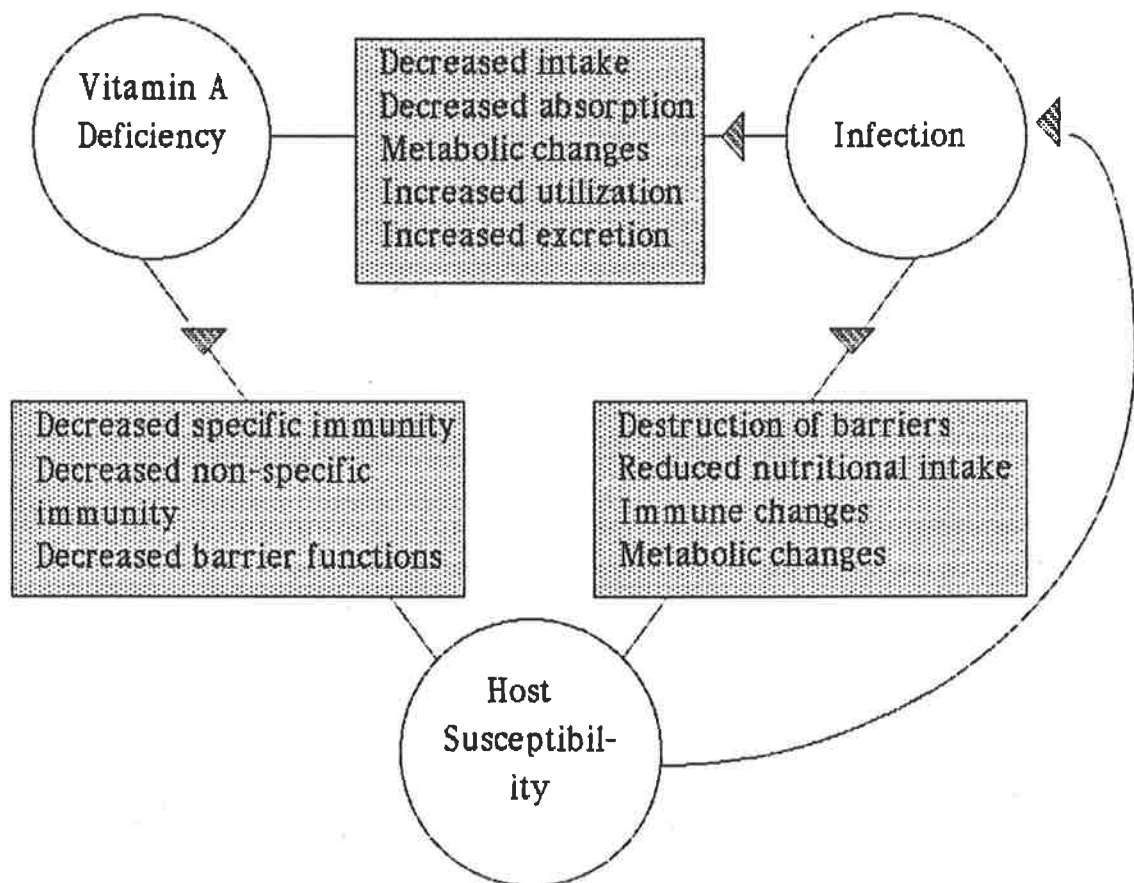 Vitamin A
Deficiency
Decreased intake
Decreased absorption
Metabolic changes
Increased utilization
Increased excretion
Infection
Decreased specific immunity
Decreased non-specific
immunity
Decreased barrier functions
Destruction of barriers
Reduced nutritional intake
Immune changes
Metabolic changes
Host
Susceptibil-
ity